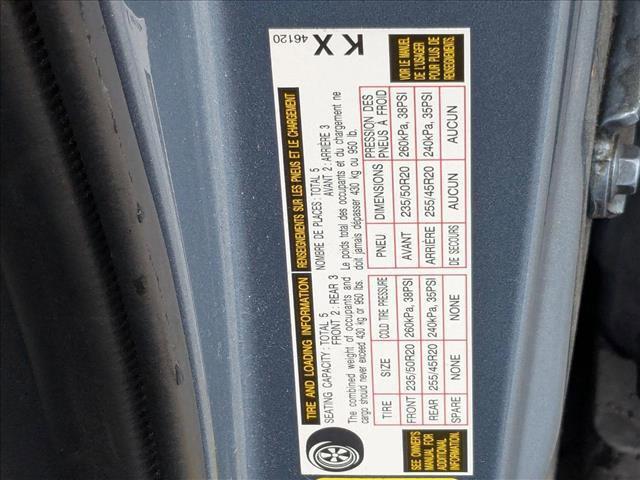 TIRE AND LOADING INFORMATION
SEATING CAPACITY : TOTAL 5
FRONT 2 : REAR 3
The combined weight of occupants and
cargo should never exceed 430 kg or 950 lbs.
TIRE SIZE COLD TIRE PRESSURE
FRONT 235/50R20 260kPa, 38PSI
REAR 255/45R20 240kPa, 35PSI
SPARE NONE NONE
SEE OWNER'S
MANUAL FOR
ADDITIONAL
INFORMATION
RENSEIGNEMENTS SUR LES PNEUS ET LE CHARGEMENT
NOMBRE DE PLACES : TOTAL 5
AVANT 2 : ARRIÈRE 3
Le poids total des occupants et du chargement ne
doit jamais dépasser 430 kg ou 950 lb.
PNEU DIMENSIONS PRESSION DES
PNEUS A FROID
AVANT 235/50R20 260kPa, 38PSI
ARRIÈRE 255/45R20 240kPa, 35PSI
DE SECOURS AUCUN AUCUN
VOIR LE MANUEL
DE L'USAGER
POUR PLUS DE
RENSEIGNEMENTS
K X
46120